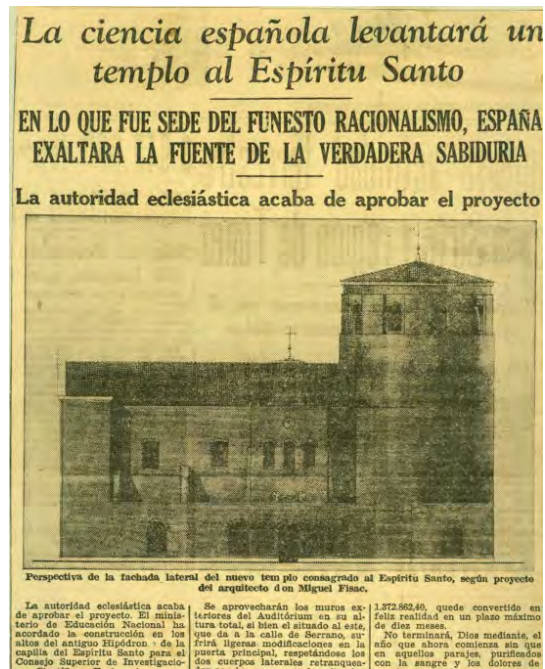 La ciencia española levantará un
templo al Espíritu Santo
EN LO QUE FUE SEDE DEL FUNESTO RACIONALISMO, ESPAÑA
EXALTARA LA FUENTE DE LA VERDADERA SABIDURIA
La autoridad eclesiástica acaba de aprobar el proyecto
Perspectiva de la fachada lateral del nuevo tem plo consagrado al Espíritu Santo, según proyecto
del arquitecto don Miguel Fisac.
La autoridad eclesiástica acaba
de aprobar el proyecto. El minis-
terio de Educación Nacional ha
acordado la construcción en los
altos del antiguo Hipódron · de la
capilla del Espíritu Santo para el
Consejo Superior de Investigacio-
Se aprovecharán los muros ex-
teriores del Auditórium en su al-
tura total, si bien el situado al este,
que da a la calle de Serrano, su-
frirá ligeras modificaciones en la
puerta principal, respetándose los
dos cuerpos laterales retranquea-
1.372.862,40, quede convertido en
feliz realidad en un plazo máximo
de diez meses.
No terminará, Dios mediante, el
año que ahora comienza sin que
en aquellos parajes, purificados
con la sangre y los dolores de